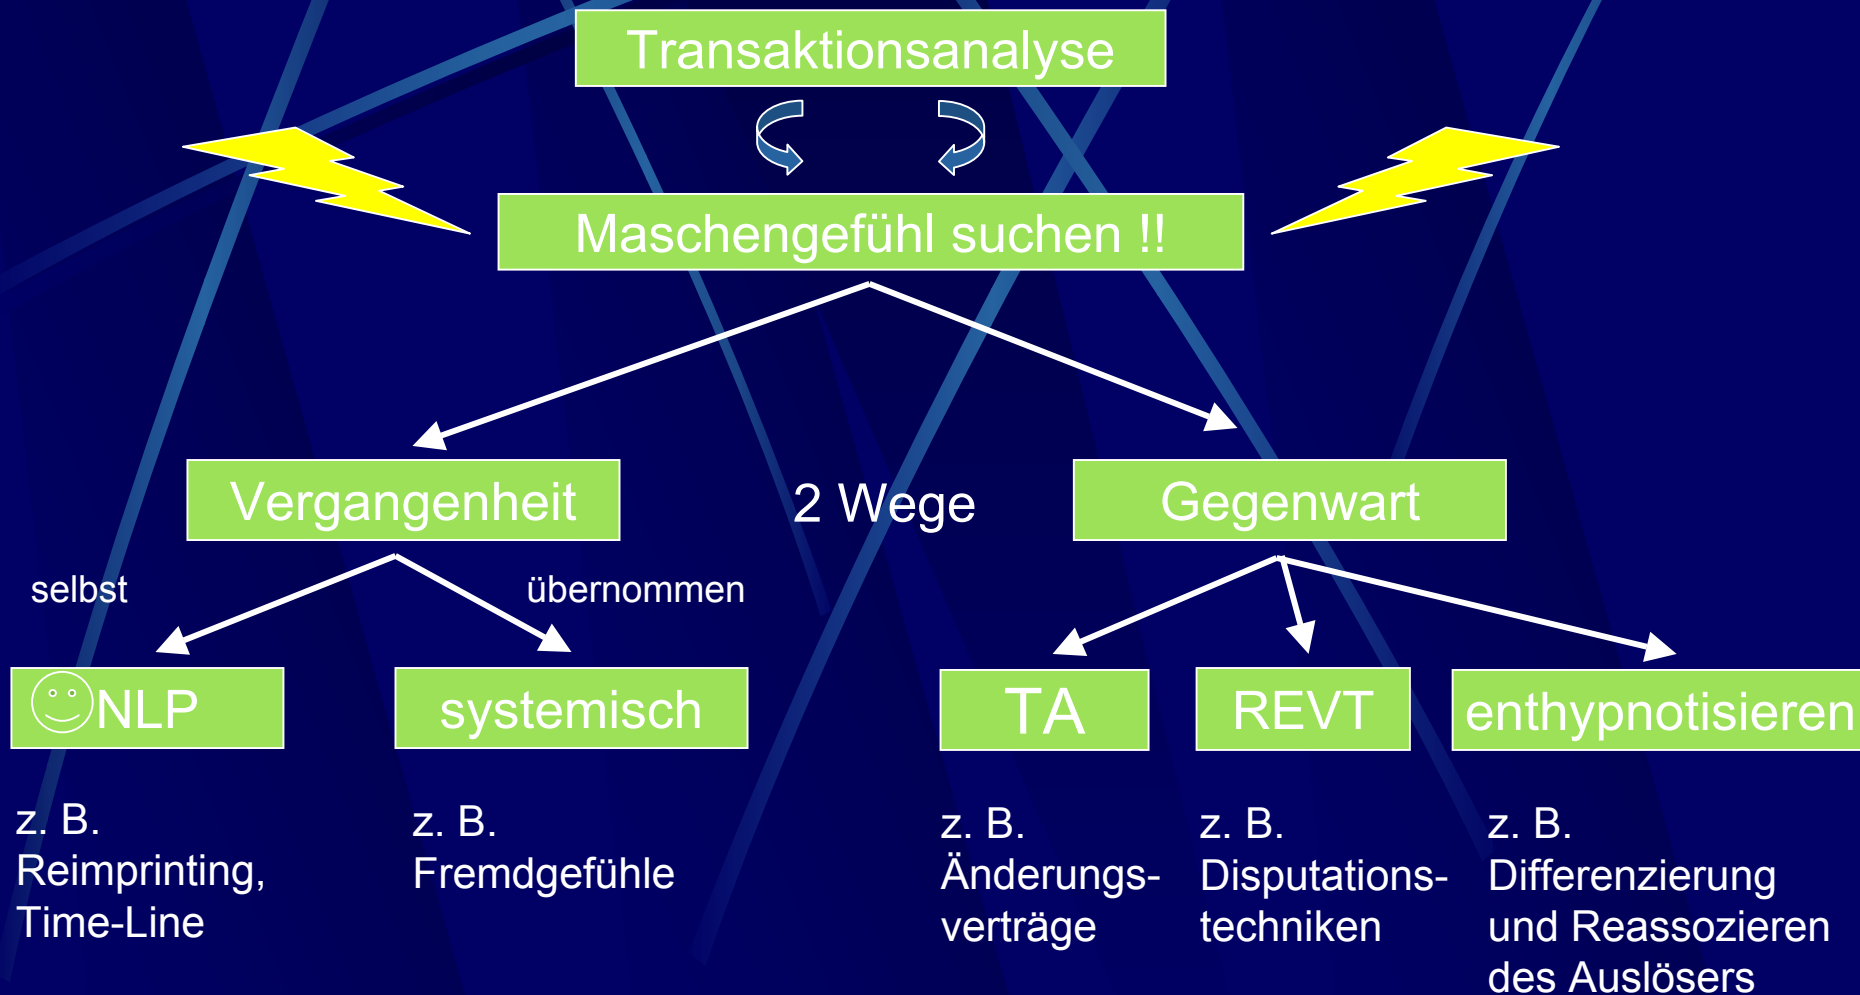 Transaktionsanalyse
Maschengefühl suchen !!
Vergangenheit
2 Wege
Gegenwart
selbst
übernommen
NLP
systemisch
TA
REVT
enthypnotisieren
z. B.
Reimprinting,
Time-Line
z. B.
Fremdgefühle
z. B.
Änderungs-
verträge
z. B.
Disputations-
techniken
z. B.
Differenzierung
und Reassozieren
des Auslösers